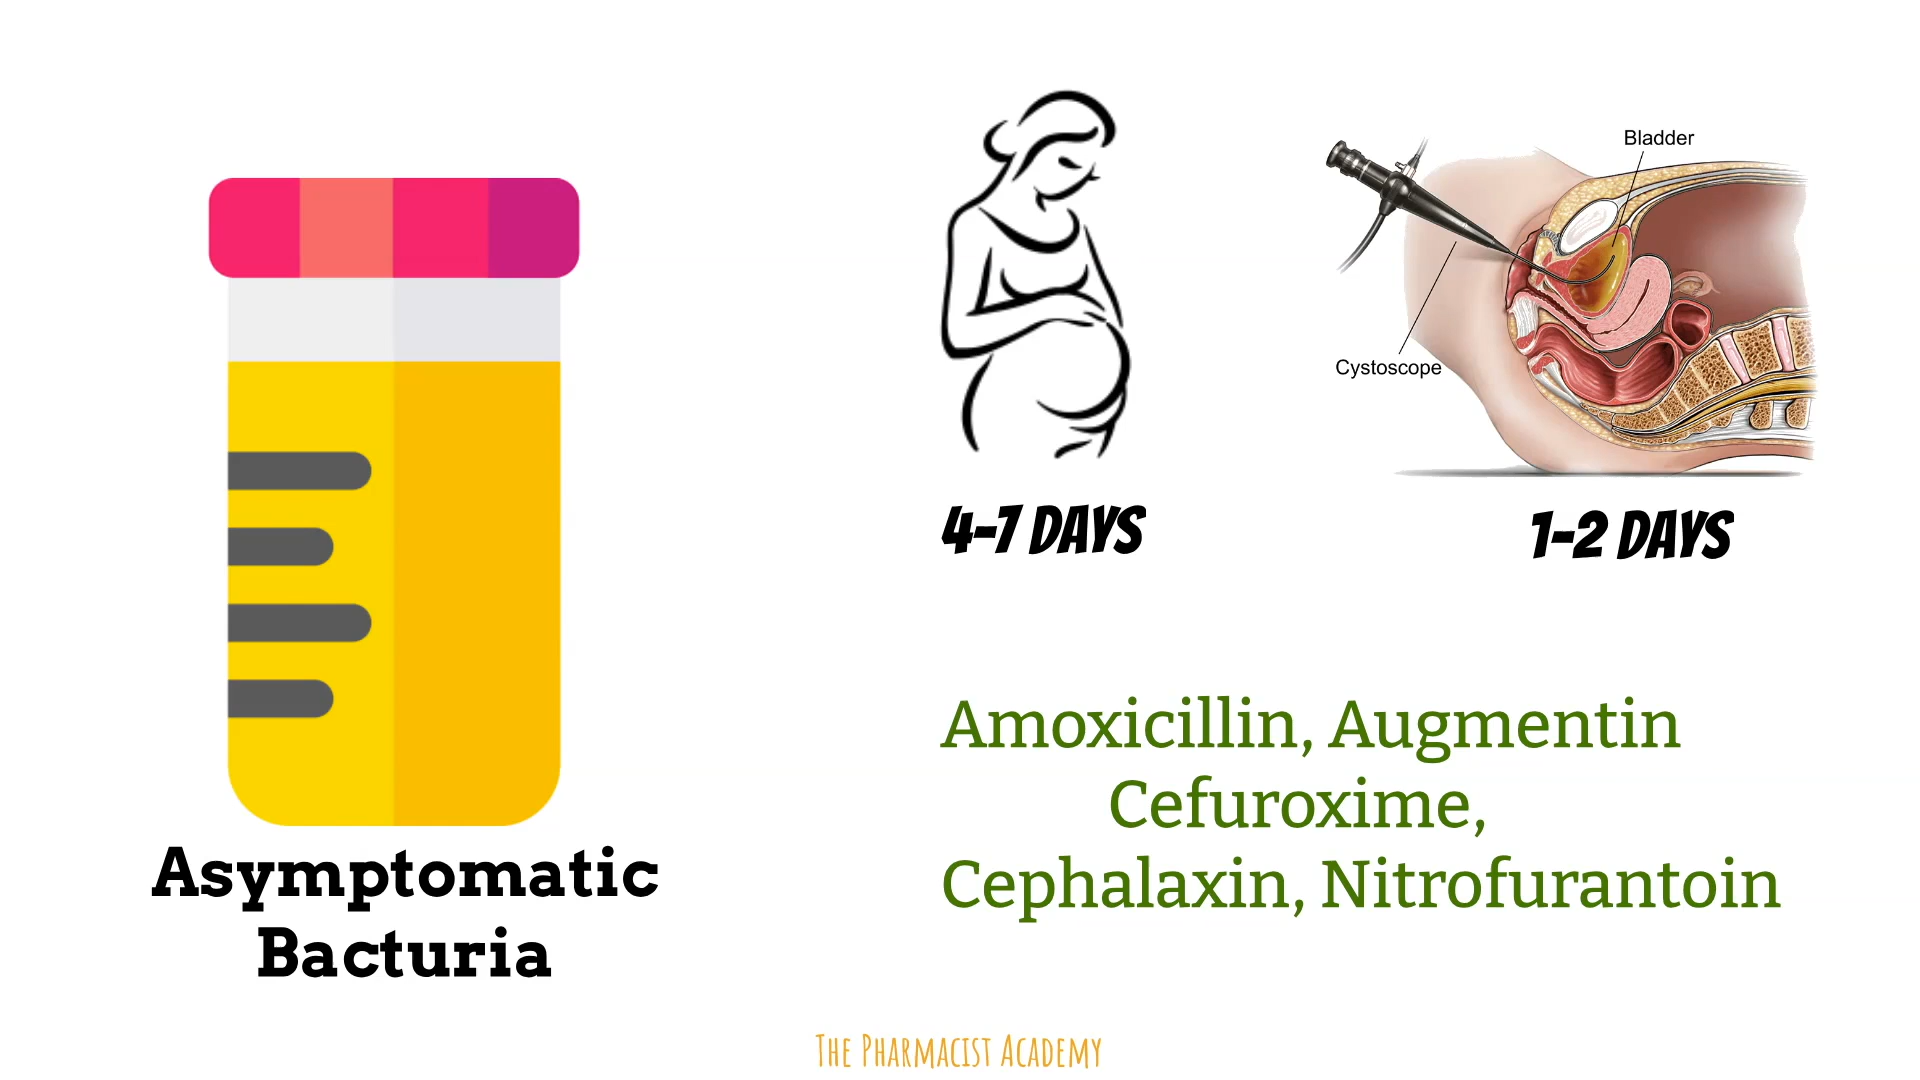 Bladder
Cystoscope
4-7 DAYS
1-2 DAYS
Amoxicillin, Augmentin
Cefuroxime,
Cephalaxin, Nitrofurantoin
Asymptomatic
Bacturia
The Pharmacist Academy